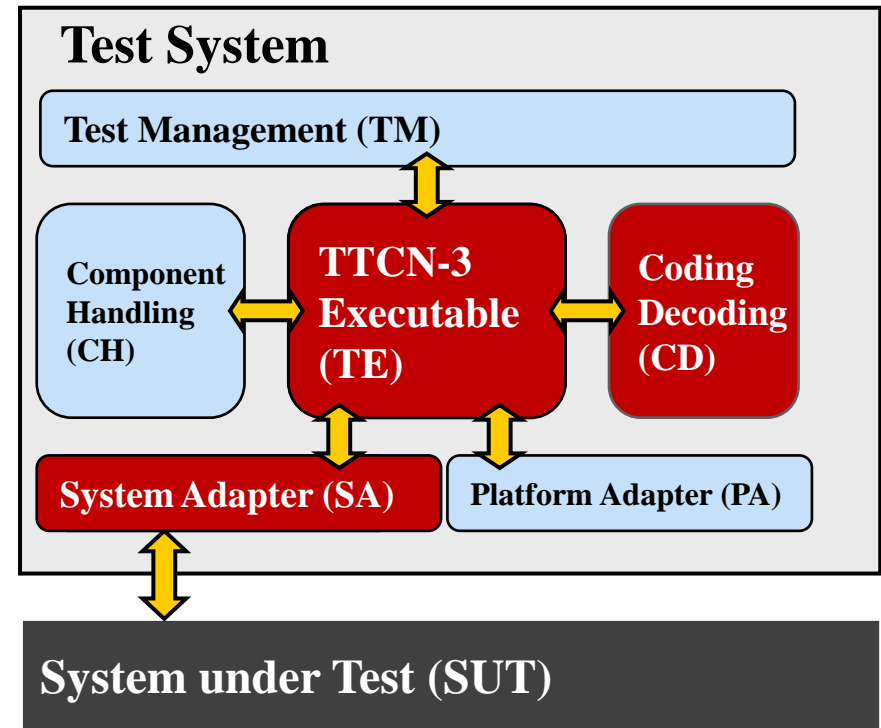 Test System
Test Management (TM)
Component
Handling
(CH)
TTCN-3
Executable
(TE)
Coding
Decoding
(CD)
System Adapter (SA)
Platform Adapter (PA)
System under Test (SUT)